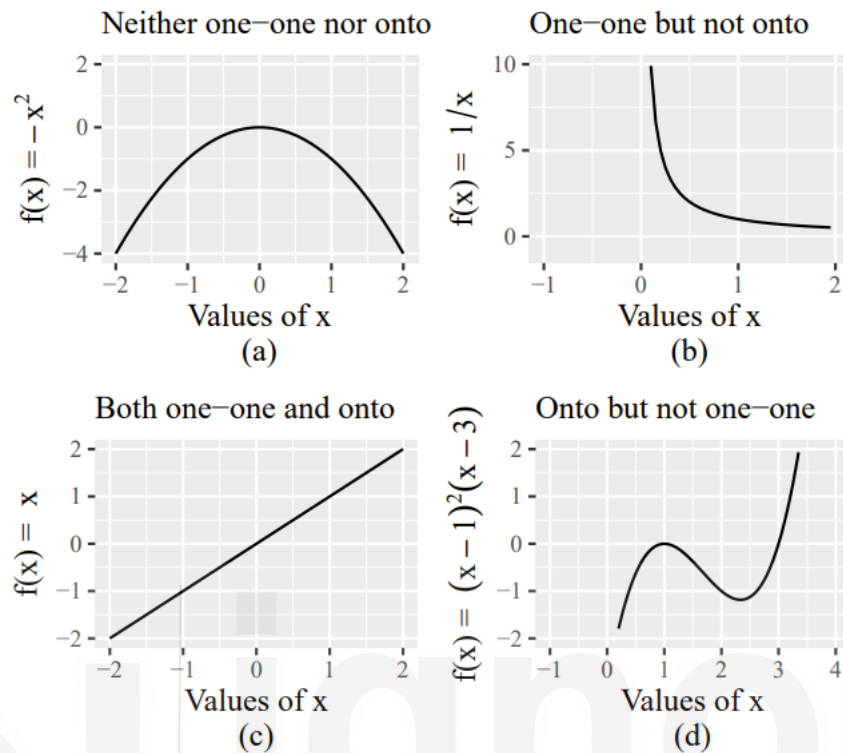 Neither one−one nor onto
f(x) = −x²
2
0
−2
−4
−2 −1 0 1 2
Values of x
(a)
One−one but not onto
f(x) = 1/x
10
5
0
−1 0 1 2
Values of x
(b)
Both one−one and onto
f(x) = x
2
1
0
−1
−2
−2 −1 0 1 2
Values of x
(c)
Onto but not one−one
f(x) = (x − 1)²(x − 3)
2
1
0
−1
−2
−1 0 1 2 3 4
Values of x
(d)